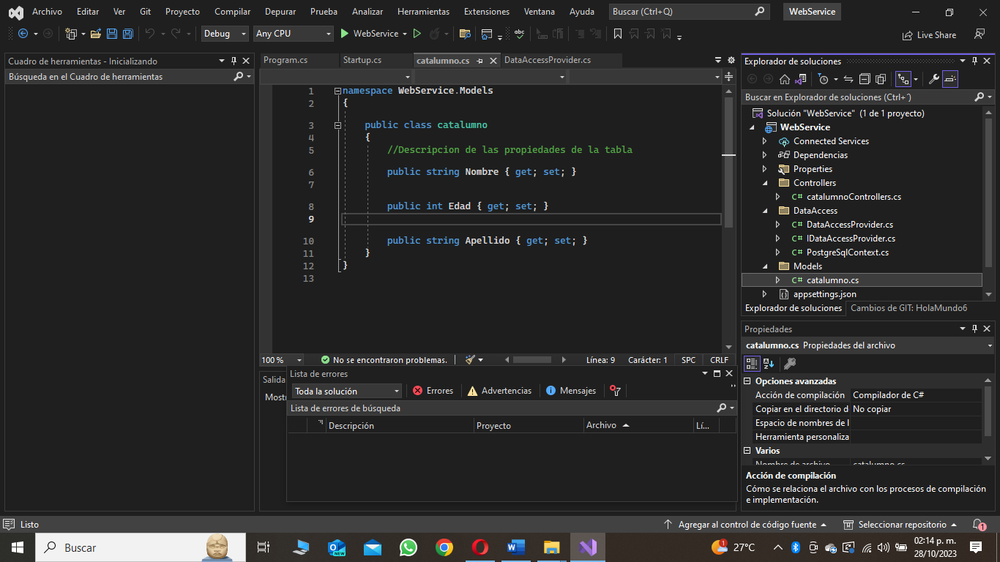 Archivo Editar Ver Git Proyecto Compilar Depurar Prueba Analizar Herramientas Extensiones Ventana Ayuda Buscar (Ctrl+Q) WebService
Debug Any CPU WebService Live Share
Cuadro de herramientas - Inicializando
Búsqueda en el Cuadro de herramientas
Program.cs Startup.cs catalumno.cs DataAccessProvider.cs
1 namespace WebService.Models
2 {
3 public class catalumno
4 {
5 //Descripcion de las propiedades de la tabla
6 public string Nombre { get; set; }
7
8 public int Edad { get; set; }
9
10 public string Apellido { get; set; }
11 }
12 }
13
100 % No se encontraron problemas. Línea: 9 Carácter: 1 SPC CRLF
Salida
Mostr
Lista de errores
Toda la solución Errores Advertencias Mensajes
Lista de errores de búsqueda
Descripción Proyecto Archivo Lí...
Explorador de soluciones
Buscar en Explorador de soluciones (Ctrl+´)
Solución "WebService" (1 de 1 proyecto)
WebService
Connected Services
Dependencias
Properties
Controllers
C# catalumnoControllers.cs
DataAccess
C# DataAccessProvider.cs
C# IDataAccessProvider.cs
C# PostgreSqlContext.cs
Models
C# catalumno.cs
appsettings.json
Explorador de soluciones Cambios de GIT: HolaMundo6
Propiedades
catalumno.cs Propiedades del archivo
Opciones avanzadas
Acción de compilación Compilador de C#
Copiar en el directorio d No copiar
Espacio de nombres de l
Herramienta personaliza
Varios
Nombre de archivo catalumno.cs
Acción de compilación
Cómo se relaciona el archivo con los procesos de compilación
e implementación.
Listo Agregar al control de código fuente Seleccionar repositorio 1
Buscar NEW 1 27°C 02:14 p. m.
28/10/2023